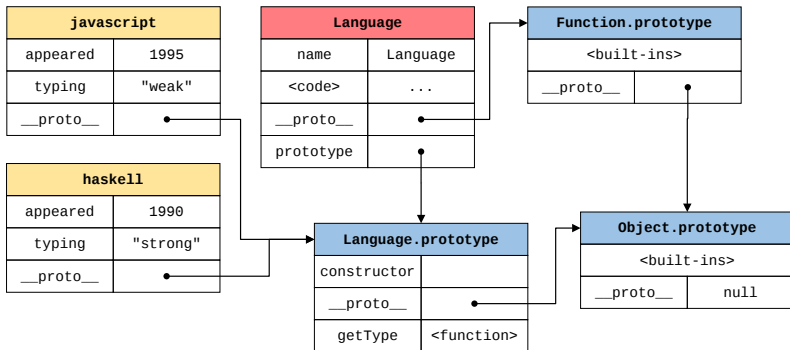 javascript
appeared 1995
typing "weak"
__proto__
haskell
appeared 1990
typing "strong"
__proto__
Language
name Language
<code> ...
__proto__
prototype
Language.prototype
constructor
__proto__
getType <function>
Function.prototype
<built-ins>
__proto__
Object.prototype
<built-ins>
__proto__ null